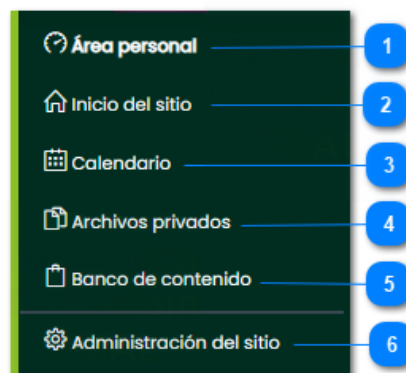 Área personal 1
Inicio del sitio 2
Calendario 3
Archivos privados 4
Banco de contenido 5
Administración del sitio 6